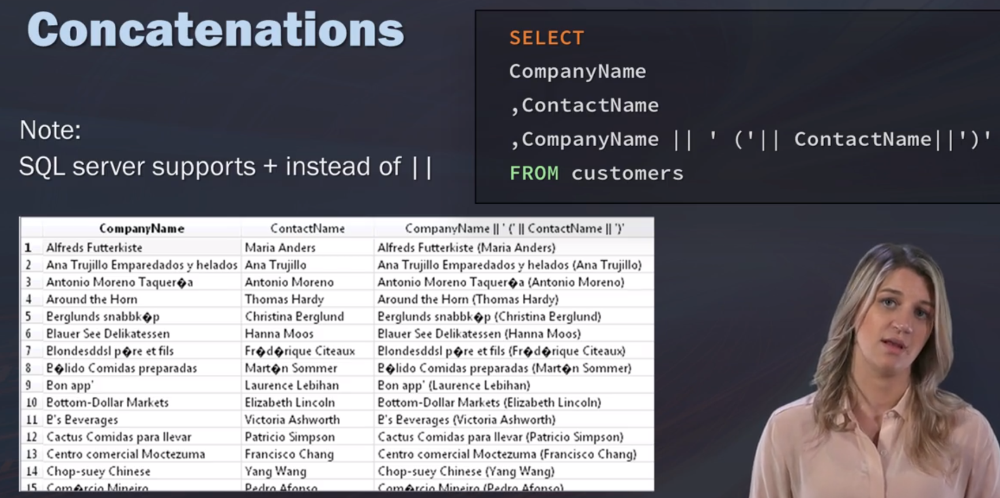 Concatenations
Note:
SQL server supports + instead of ||
SELECT
CompanyName
,ContactName
,CompanyName || ' ('|| ContactName||')'
FROM customers
CompanyName ContactName CompanyName || ' (' || ContactName || ')'
1 Alfreds Futterkiste Maria Anders Alfreds Futterkiste (Maria Anders)
2 Ana Trujillo Emparedados y helados Ana Trujillo Ana Trujillo Emparedados y helados (Ana Trujillo)
3 Antonio Moreno Taquer�a Antonio Moreno Antonio Moreno Taquer�a (Antonio Moreno)
4 Around the Horn Thomas Hardy Around the Horn (Thomas Hardy)
5 Berglunds snabbk�p Christina Berglund Berglunds snabbk�p (Christina Berglund)
6 Blauer See Delikatessen Hanna Moos Blauer See Delikatessen (Hanna Moos)
7 Blondesddsl p�re et fils Fr�d�rique Citeaux Blondesddsl p�re et fils (Fr�d�rique Citeaux)
8 B�lido Comidas preparadas Mart�n Sommer B�lido Comidas preparadas (Mart�n Sommer)
9 Bon app' Laurence Lebihan Bon app' (Laurence Lebihan)
10 Bottom-Dollar Markets Elizabeth Lincoln Bottom-Dollar Markets (Elizabeth Lincoln)
11 B's Beverages Victoria Ashworth B's Beverages (Victoria Ashworth)
12 Cactus Comidas para llevar Patricio Simpson Cactus Comidas para llevar (Patricio Simpson)
13 Centro comercial Moctezuma Francisco Chang Centro comercial Moctezuma (Francisco Chang)
14 Chop-suey Chinese Yang Wang Chop-suey Chinese (Yang Wang)
15 Com�rcio Mineiro Pedro Afonso Com�rcio Mineiro (Pedro Afonso)